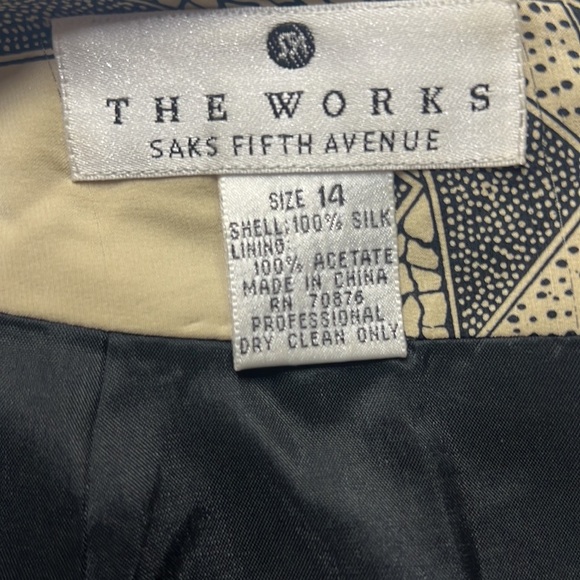 THE WORKS
SAKS FIFTH AVENUE
SIZE 14
SHELL:100% SILK
LINING:
100% ACETATE
MADE IN CHINA
RN 70876
PROFESSIONAL
DRY CLEAN ONLY